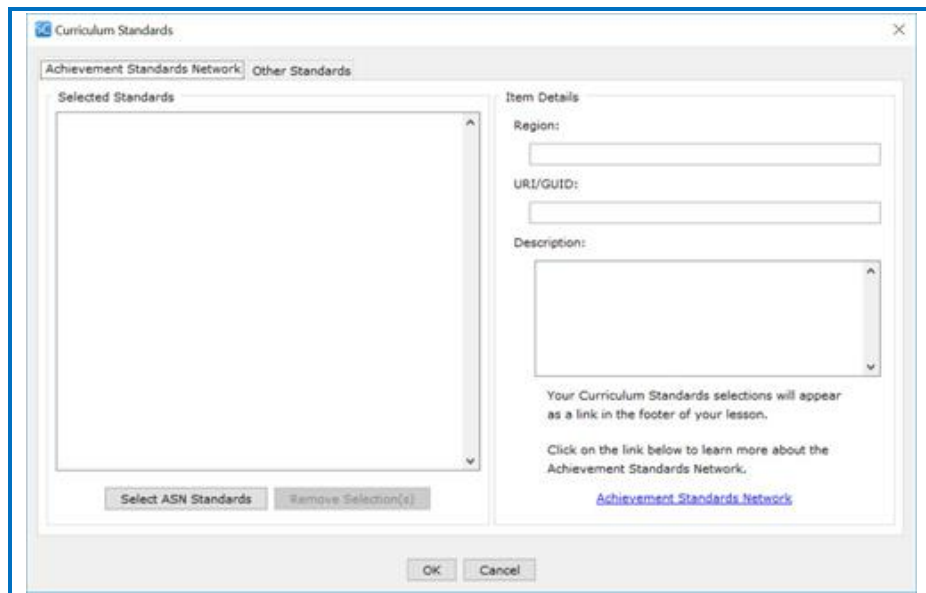 Curriculum Standards
Achievement Standards Network
Other Standards
Selected Standards
Select ASN Standards
Remove Selection(s)
Item Details
Region:
URI/GUID:
Description:
Your Curriculum Standards selections will appear
as a link in the footer of your lesson.
Click on the link below to learn more about the
Achievement Standards Network.
Achievement Standards Network
OK
Cancel